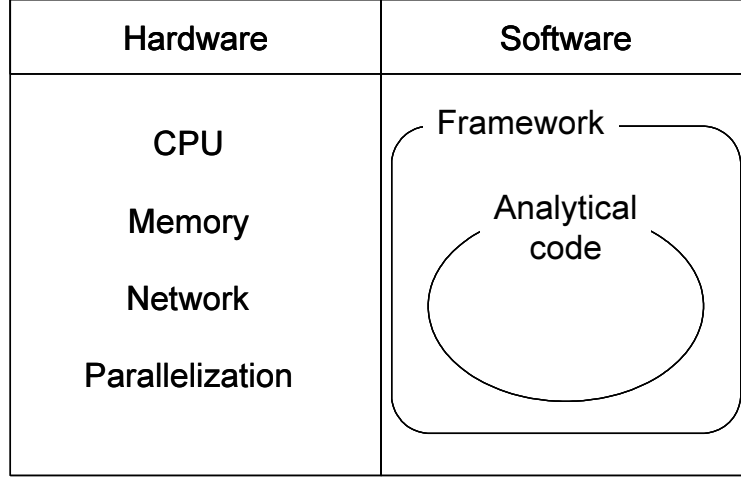 Hardware
Software
CPU
Memory
Network
Parallelization
Framework
Analytical
code